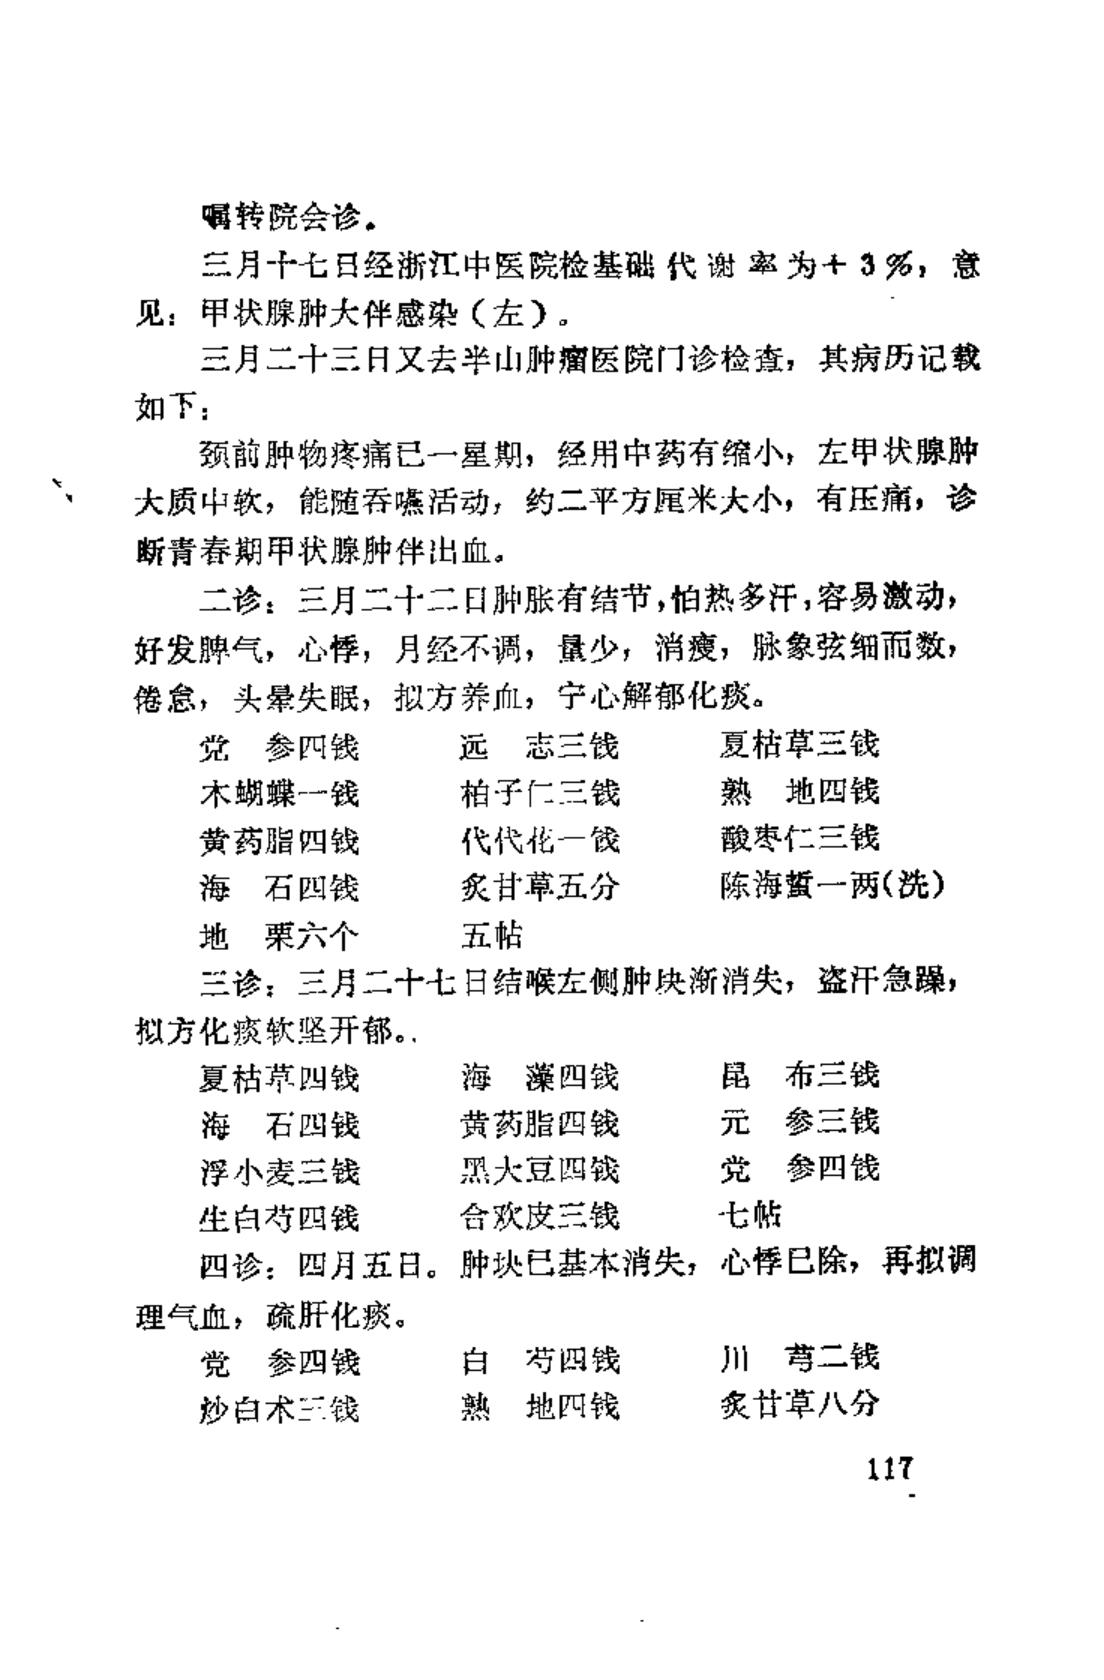 嘱转院会诊。
三月十七日经浙江中医院检基础代谢率为+3%，意
见：甲状腺肿大伴感染（左）。
三月二十三日又去半山肿瘤医院门诊检查，其病历记载
如下：
颈前肿物疼痛已一星期，经用中药有缩小，左甲状腺肿
大质中软，能随吞嚥活动，约二平方厘米大小，有压痛，诊
断青春期甲状腺肿伴出血。
二诊：三月二十二日肿胀有结节，怕热多汗，容易激动，
好发脾气，心悸，月经不调，量少，消瘦，脉象弦细而数，
倦怠，头晕失眠，拟方养血，宁心解郁化痰。
党　参四钱　远　志三钱　夏枯草三钱
木蝴蝶一钱　柏子仁三钱　熟　地四钱
黄药脂四钱　代代花一钱　酸枣仁三钱
海　石四钱　炙甘草五分　陈海蜇一两（洗）
地　栗六个　五帖
三诊：三月二十七日结喉左侧肿块渐消失，盗汗急躁，
拟方化痰软坚开郁。
夏枯草四钱　海　藻四钱　昆　布三钱
海　石四钱　黄药脂四钱　元　参三钱
浮小麦三钱　黑大豆四钱　党　参四钱
生白芍四钱　合欢皮三钱　七帖
四诊：四月五日。肿块已基本消失，心悸已除，再拟调
理气血，疏肝化痰。
党　参四钱　白　芍四钱　川　芎二钱
炒白术三钱　熟　地四钱　炙甘草八分
117